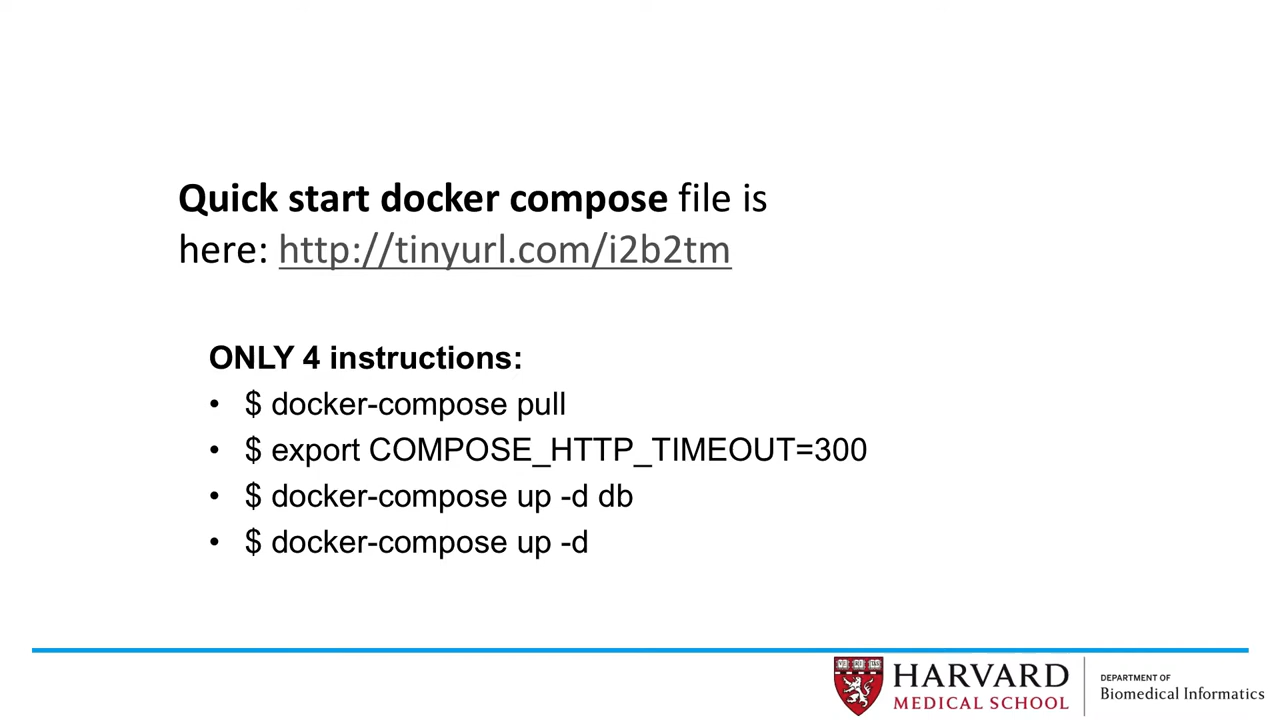 Quick start docker compose file is
here: http://tinyurl.com/i2b2tm
ONLY 4 instructions:
• $ docker-compose pull
• $ export COMPOSE_HTTP_TIMEOUT=300
• $ docker-compose up -d db
• $ docker-compose up -d
HARVARD
MEDICAL SCHOOL
DEPARTMENT OF
Biomedical Informatics